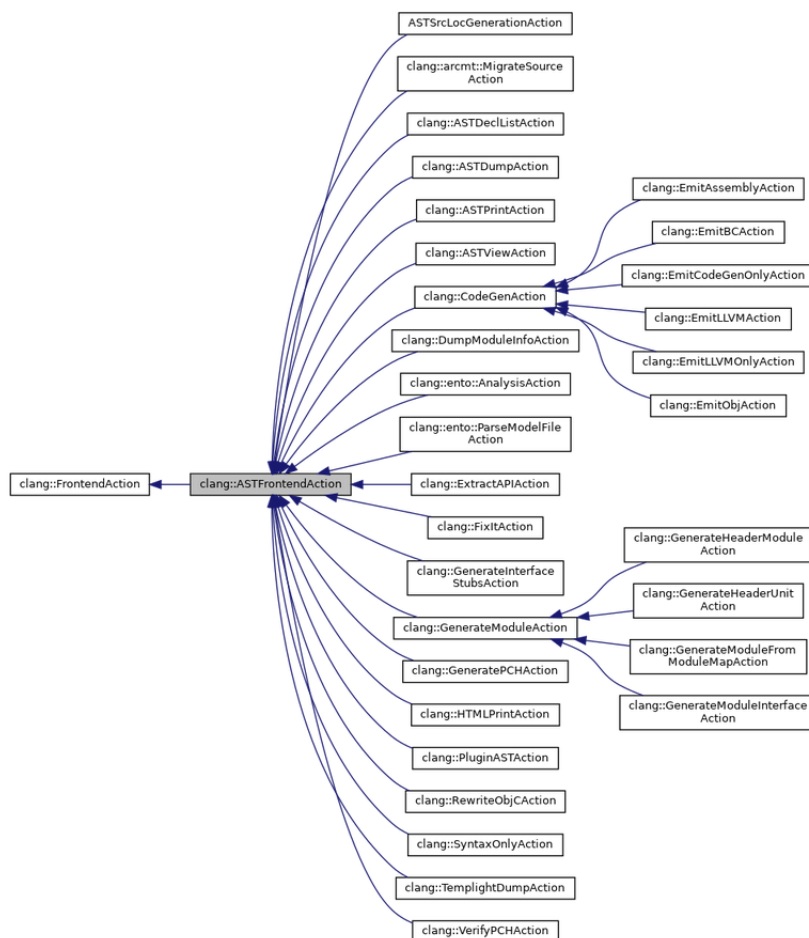 ASTSrcLocGenerationAction
clang::arcmt::MigrateSource
Action
clang::ASTDeclListAction
clang::ASTDumpAction
clang::ASTPrintAction
clang::ASTViewAction
clang::CodeGenAction
clang::EmitAssemblyAction
clang::EmitBCAction
clang::EmitCodeGenOnlyAction
clang::EmitLLVMAction
clang::EmitLLVMOnlyAction
clang::EmitObjAction
clang::DumpModuleInfoAction
clang::ento::AnalysisAction
clang::ento::ParseModelFile
Action
clang::FrontendAction
clang::ASTFrontendAction
clang::ExtractAPIAction
clang::FixItAction
clang::GenerateInterface
StubsAction
clang::GenerateModuleAction
clang::GenerateHeaderModule
Action
clang::GenerateHeaderUnit
Action
clang::GenerateModuleFrom
ModuleMapAction
clang::GenerateModuleInterface
Action
clang::GeneratePCHAction
clang::HTMLPrintAction
clang::PluginASTAction
clang::RewriteObjCAction
clang::SyntaxOnlyAction
clang::TemplightDumpAction
clang::VerifyPCHAction